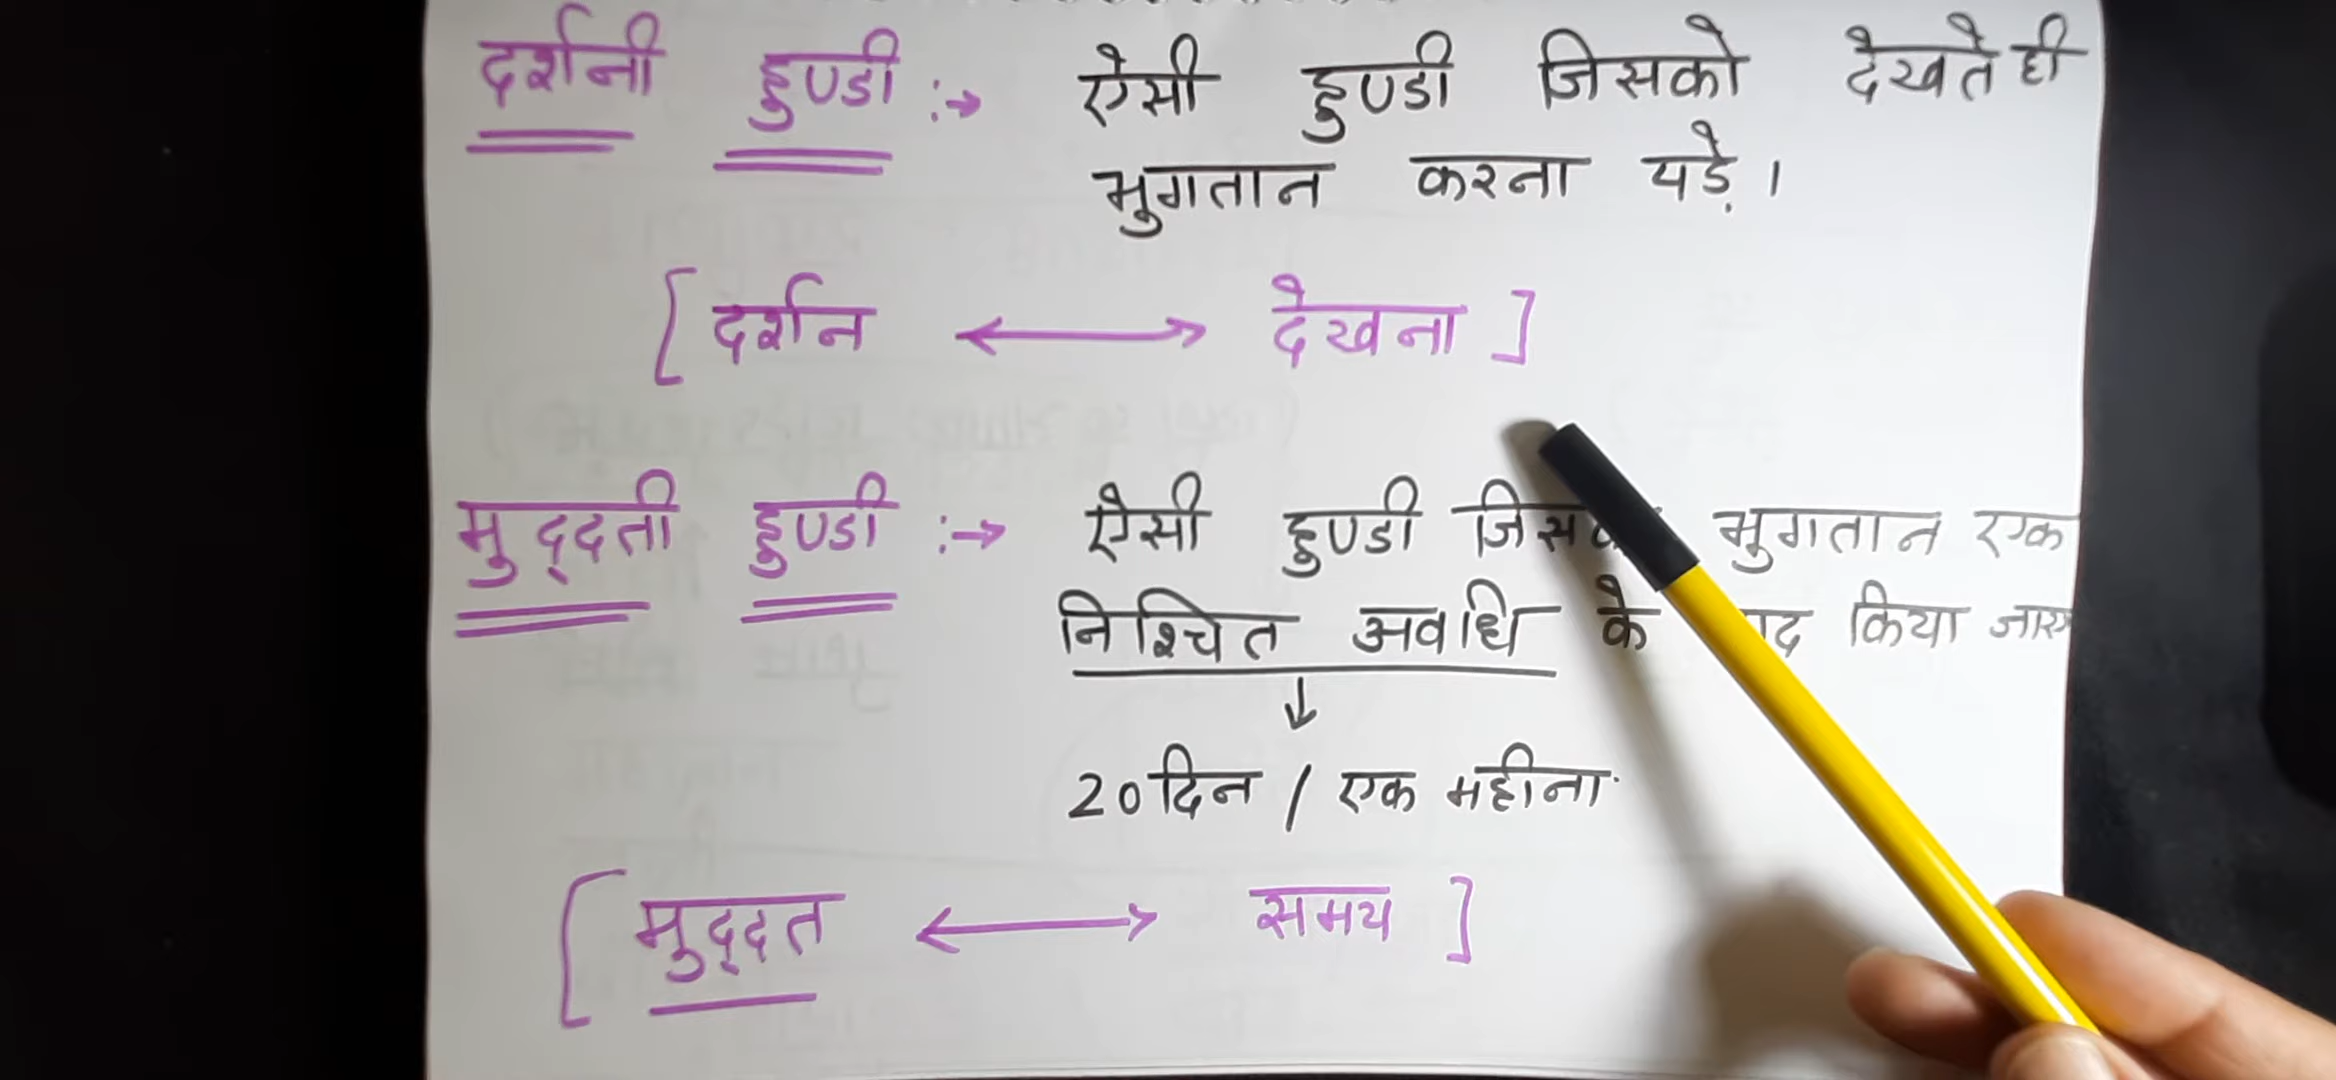 दर्शनी हुण्डी :→ ऐसी हुण्डी जिसको देखते ही
भुगतान करना पड़े।
[दर्शन ↔ देखना]
मुद्दती हुण्डी :→ ऐसी हुण्डी भुगतान एक
निश्चित अवधि के किया जाए
↓
20 दिन / एक महीना
[मुद्दत ↔ समय]